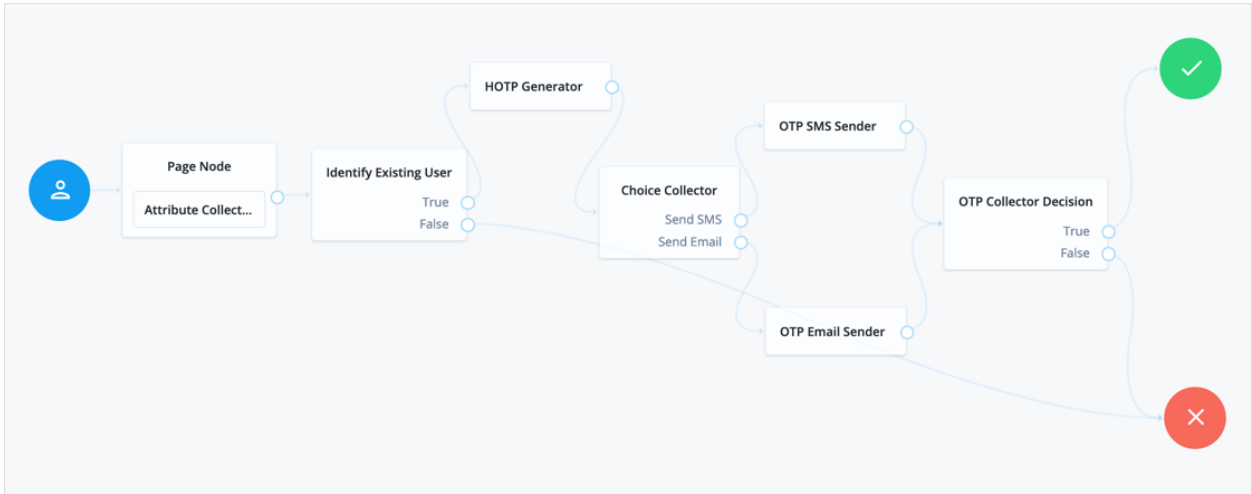 Page Node
Attribute Collect...
Identify Existing User
True
False
HOTP Generator
Choice Collector
Send SMS
Send Email
OTP SMS Sender
OTP Email Sender
OTP Collector Decision
True
False